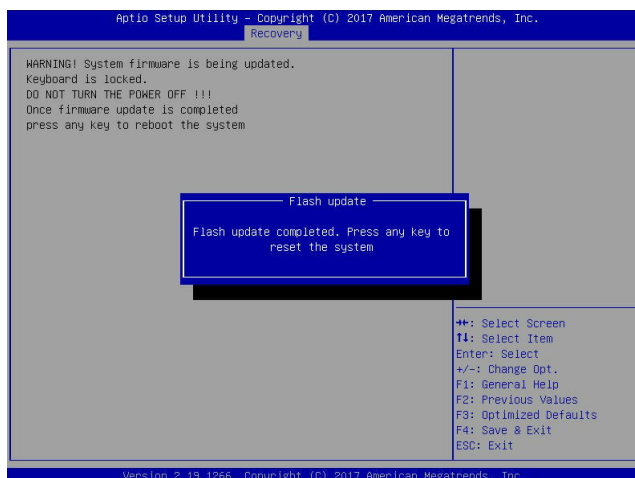 Aptio Setup Utility – Copyright (C) 2017 American Megatrends, Inc.
Recovery
WARNING! System firmware is being updated.
Keyboard is locked.
DO NOT TURN THE POWER OFF !!!
Once firmware update is completed
press any key to reboot the system
Flash update
Flash update completed. Press any key to
reset the system
→←: Select Screen
↑↓: Select Item
Enter: Select
+/-: Change Opt.
F1: General Help
F2: Previous Values
F3: Optimized Defaults
F4: Save & Exit
ESC: Exit
Version 2.19.1266. Copyright (C) 2017 American Megatrends, Inc.